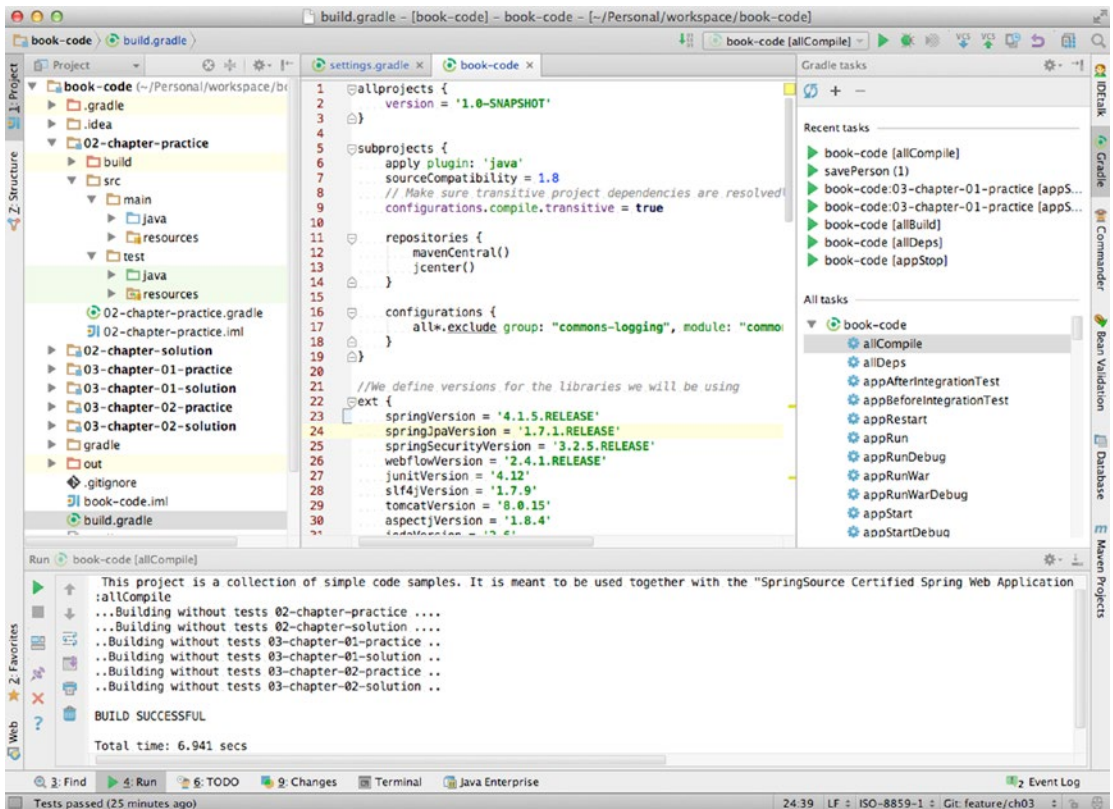 build.gradle - [book-code] - book-code - [~/Personal/workspace/book-code]
book-code
build.gradle
book-code [allCompile]
VCS
VCS
1: Project
Z: Structure
2: Favorites
Web
Project
book-code (~/Personal/workspace/b
.gradle
.idea
02-chapter-practice
build
src
main
java
resources
test
java
resources
02-chapter-practice.gradle
02-chapter-practice.iml
02-chapter-solution
03-chapter-01-practice
03-chapter-01-solution
03-chapter-02-practice
03-chapter-02-solution
gradle
out
.gitignore
book-code.iml
build.gradle
settings.gradle ×
book-code ×
1 allprojects {
2 version = '1.0-SNAPSHOT'
3 }
4
5 subprojects {
6 apply plugin: 'java'
7 sourceCompatibility = 1.8
8 // Make sure transitive project dependencies are resolved
9 configurations.compile.transitive = true
10
11 repositories {
12 mavenCentral()
13 jcenter()
14 }
15
16 configurations {
17 all*.exclude group: "commons-logging", module: "commo
18 }
19 }
20
21 //We define versions for the libraries we will be using
22 ext {
23 springVersion = '4.1.5.RELEASE'
24 springJpaVersion = '1.7.1.RELEASE'
25 springSecurityVersion = '3.2.5.RELEASE'
26 webflowVersion = '2.4.1.RELEASE'
27 junitVersion = '4.12'
28 slf4jVersion = '1.7.9'
29 tomcatVersion = '8.0.15'
30 aspectjVersion = '1.8.4'
Gradle tasks
Recent tasks
book-code [allCompile]
savePerson (1)
book-code:03-chapter-01-practice [appS...
book-code:03-chapter-01-practice [appS...
book-code [allBuild]
book-code [allDeps]
book-code [appStop]
All tasks
book-code
allCompile
allDeps
appAfterIntegrationTest
appBeforeIntegrationTest
appRestart
appRun
appRunDebug
appRunWar
appRunWarDebug
appStart
appStartDebug
IDEtalk
Gradle
Commander
Bean Validation
Database
Maven Projects
Run book-code [allCompile]
This project is a collection of simple code samples. It is meant to be used together with the "SpringSource Certified Spring Web Application
:allCompile
...Building without tests 02-chapter-practice ....
...Building without tests 02-chapter-solution ....
..Building without tests 03-chapter-01-practice ..
..Building without tests 03-chapter-01-solution ..
..Building without tests 03-chapter-02-practice ..
..Building without tests 03-chapter-02-solution ..
BUILD SUCCESSFUL
Total time: 6.941 secs
3: Find
4: Run
6: TODO
9: Changes
Terminal
Java Enterprise
2 Event Log
Tests passed (25 minutes ago)
24:39 LF ISO-8859-1 Git: feature/ch03